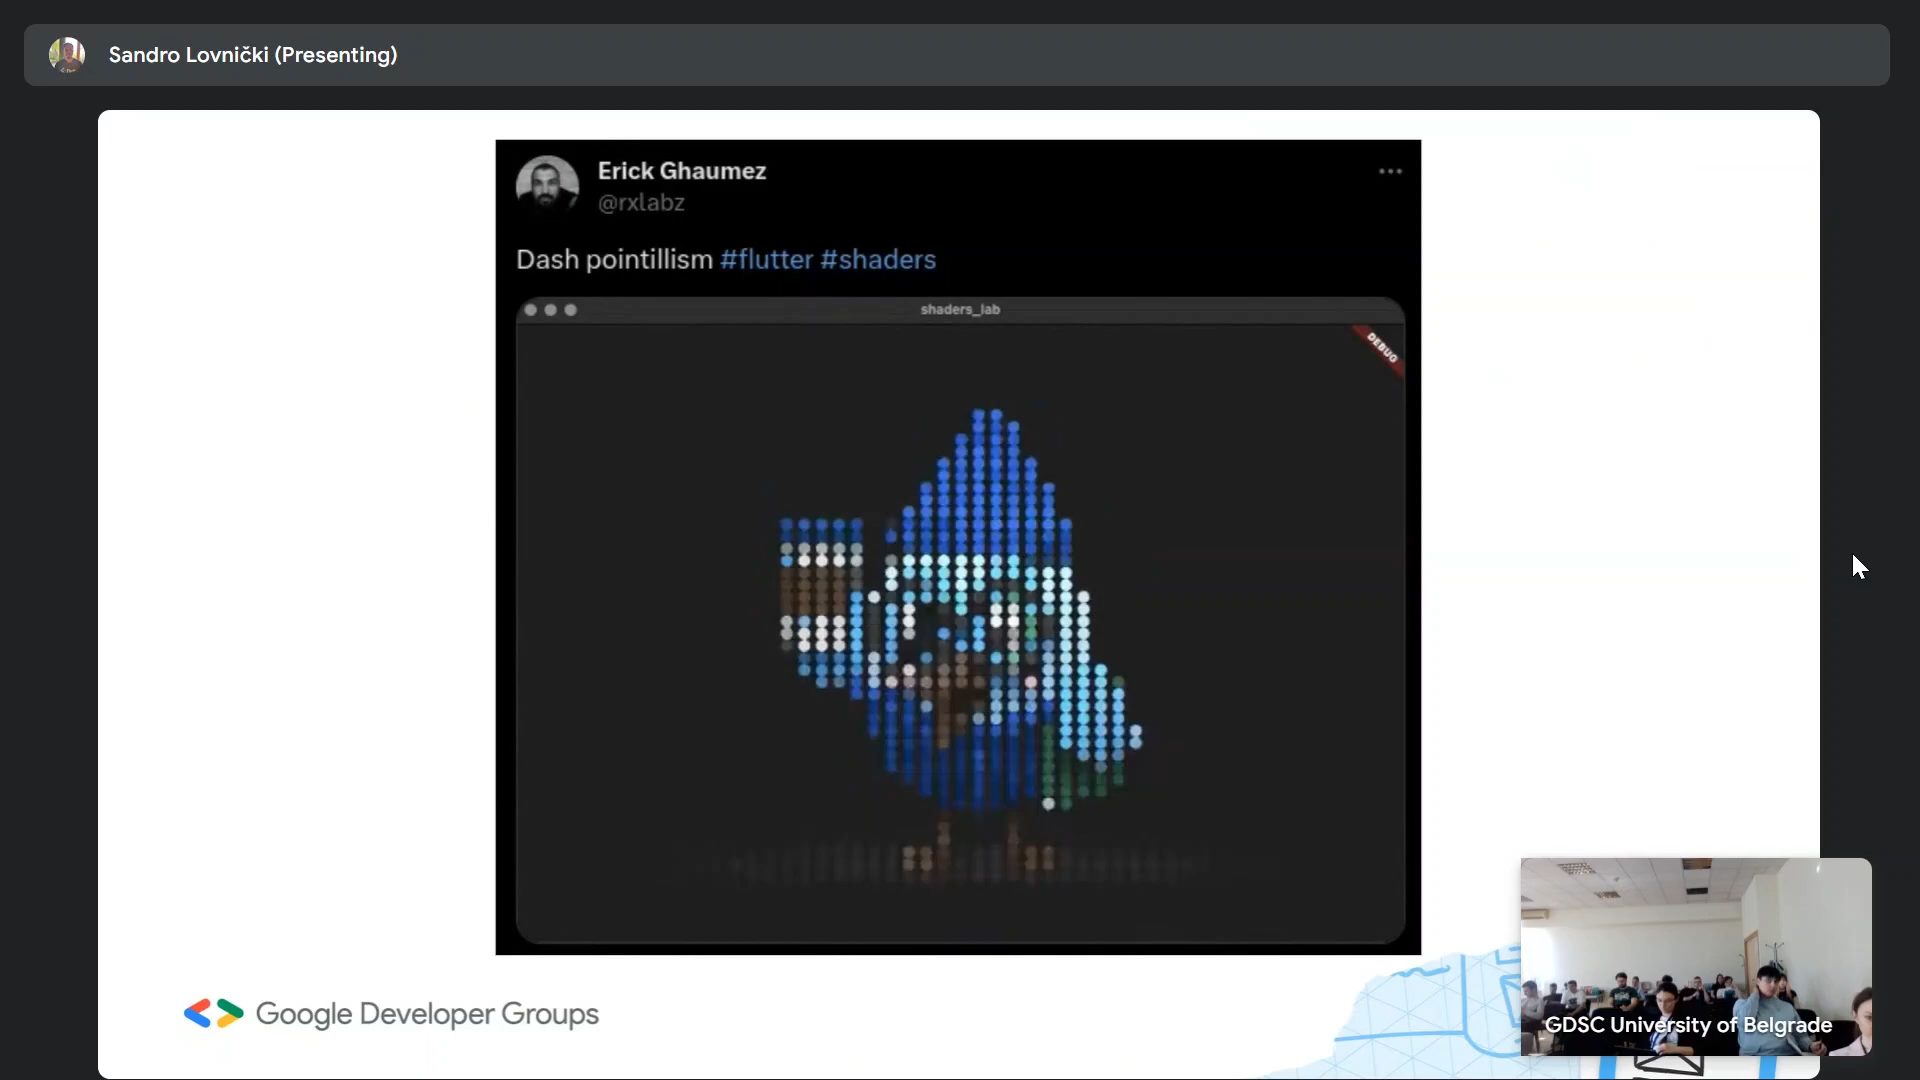 Sandro Lovnički (Presenting)
Erick Ghaumez
@rxlabz
Dash pointillism #flutter #shaders
shaders_lab
DEBUG
Google Developer Groups
GDSC University of Belgrade